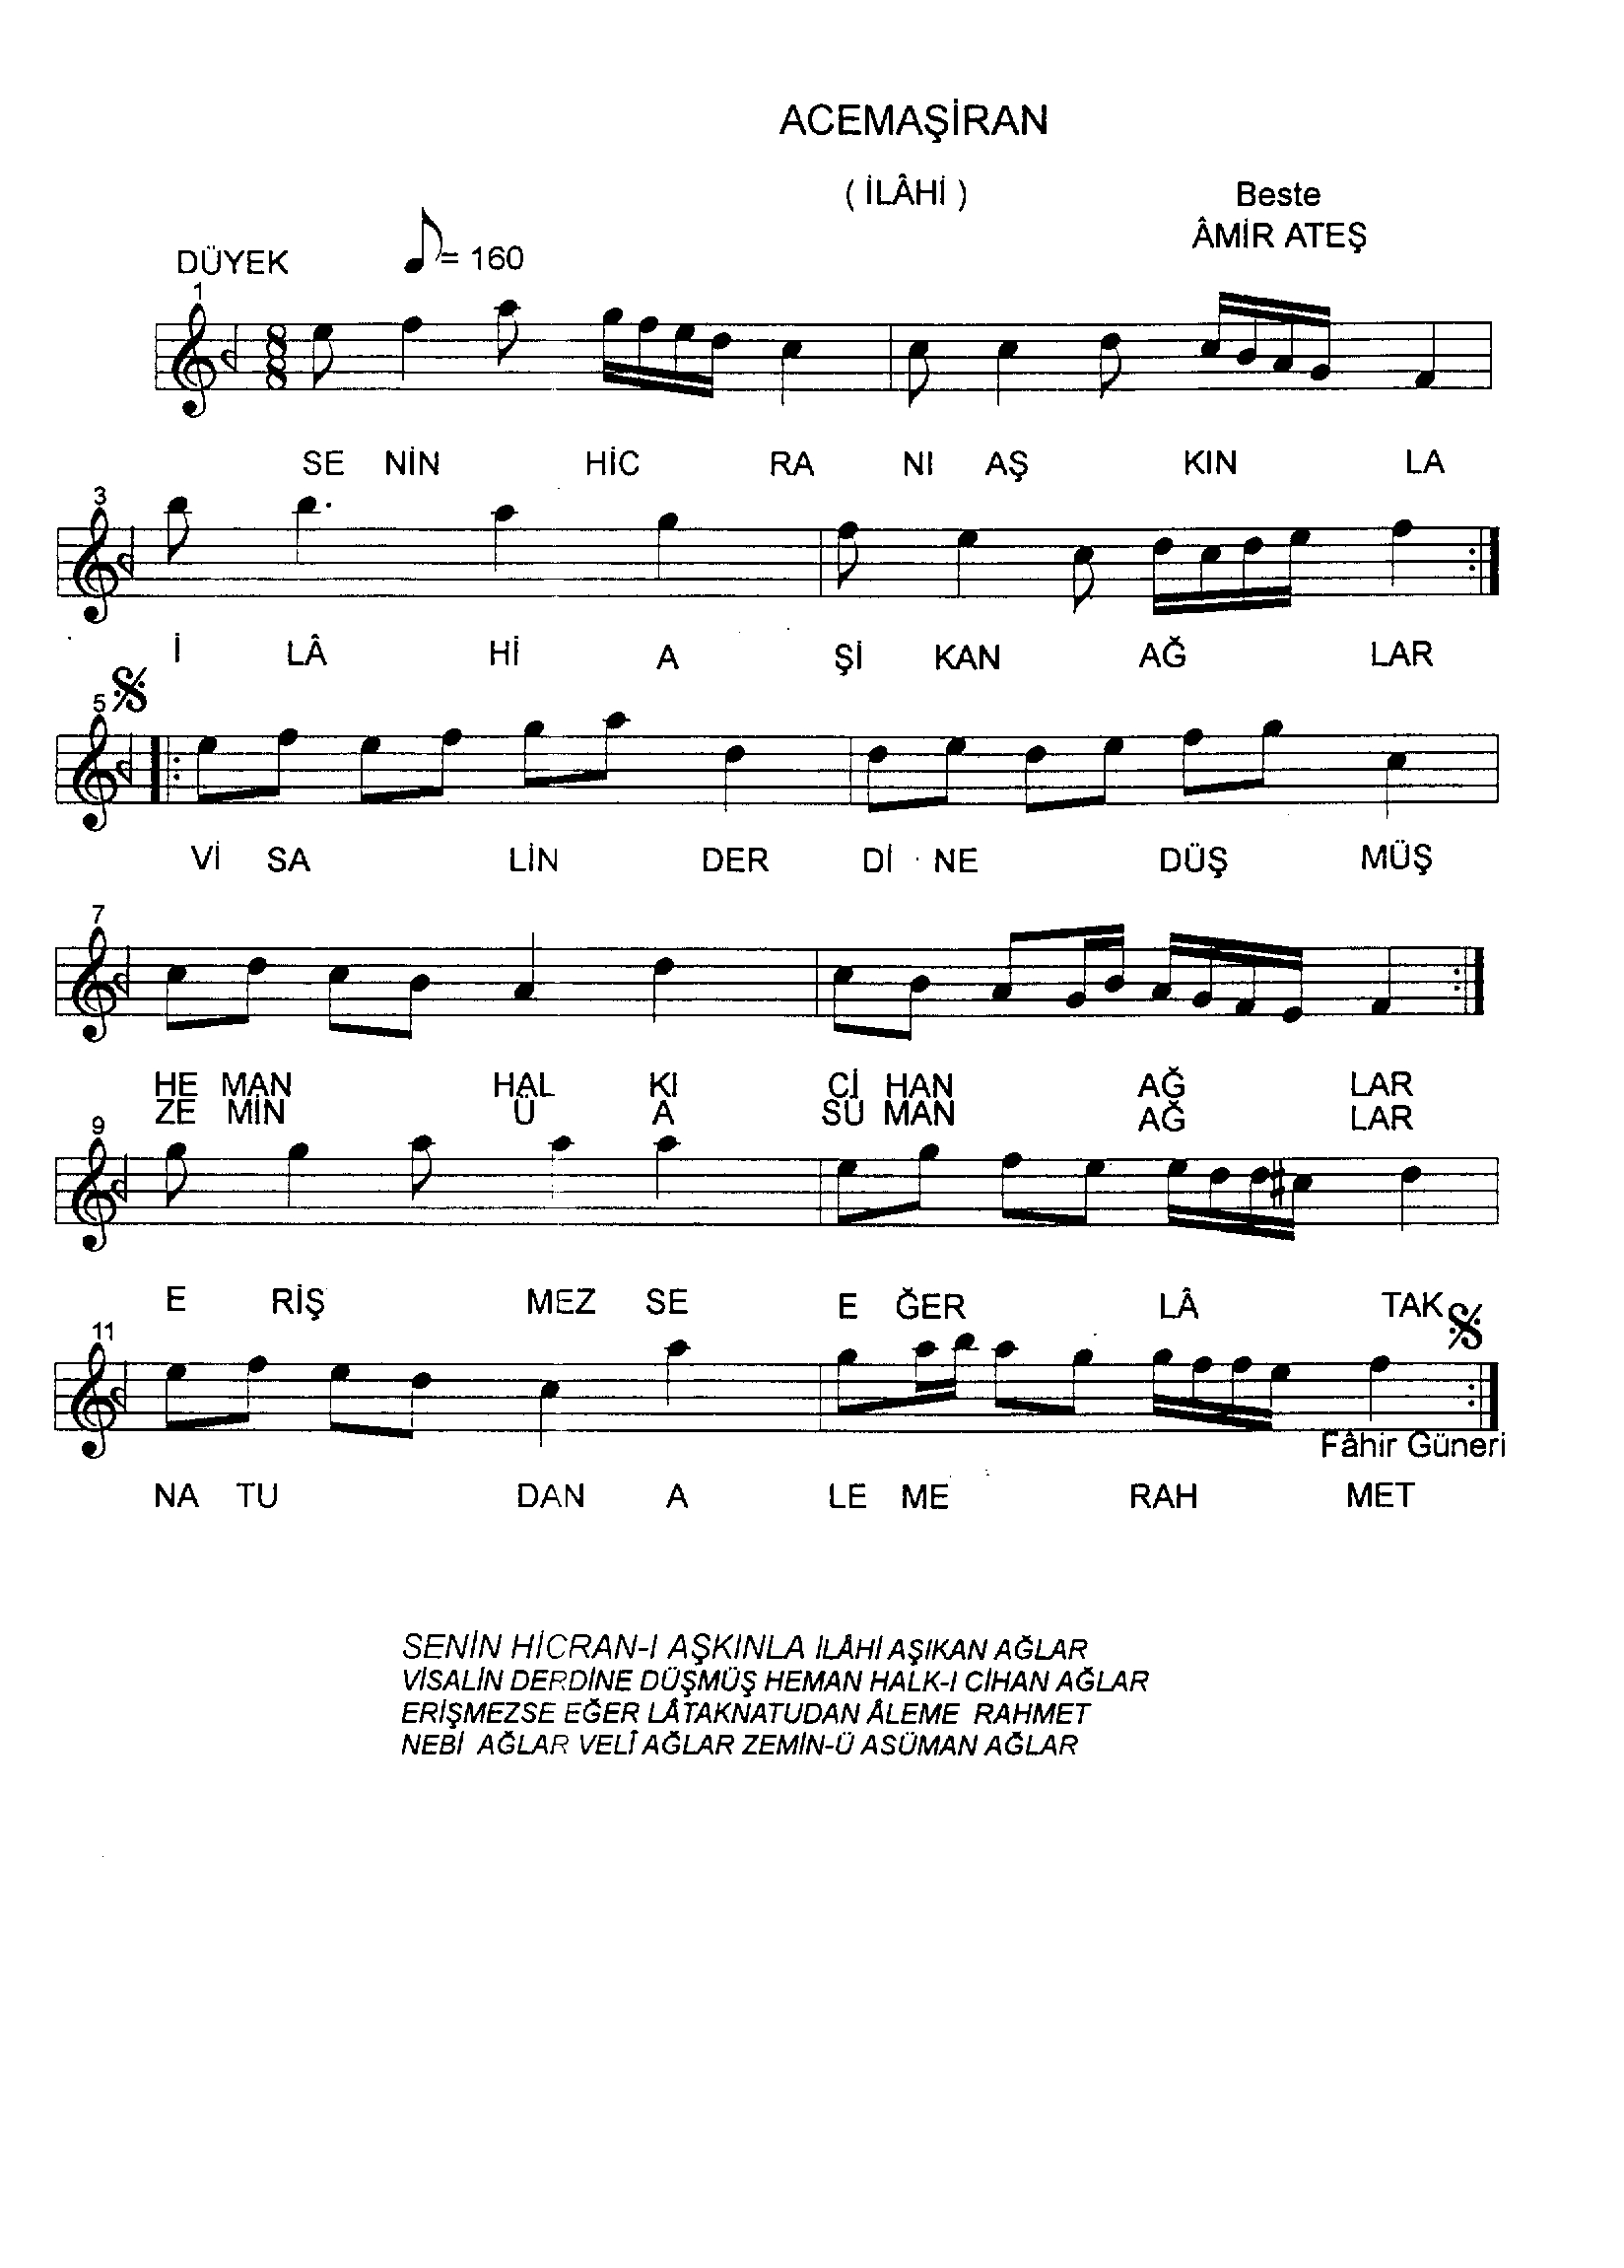 ACEMAŞİRAN
( İLÂHİ )
Beste
ÂMİR ATEŞ
DÜYEK = 160
1
8
8
SE NİN HİC RA NI AŞ KIN LA
3
İ LÂ Hİ A Şİ KAN AĞ LAR
5
Vİ SA LİN DER Dİ NE DÜŞ MÜŞ
7
HE MAN HAL KI Cİ HAN AĞ LAR
ZE MİN Ü A SÜ MAN AĞ LAR
9
E RİŞ MEZ SE E ĞER LÂ TAK
11
Fâhir Güneri
NA TU DAN A LE ME RAH MET
SENİN HİCRAN-I AŞKINLA İLÂHİ AŞIKAN AĞLAR
VİSALİN DERDİNE DÜŞMÜŞ HEMAN HALK-I CİHAN AĞLAR
ERİŞMEZSE EĞER LÂTAKNATUDAN ÂLEME RAHMET
NEBİ AĞLAR VELÎ AĞLAR ZEMİN-Ü ASÜMAN AĞLAR